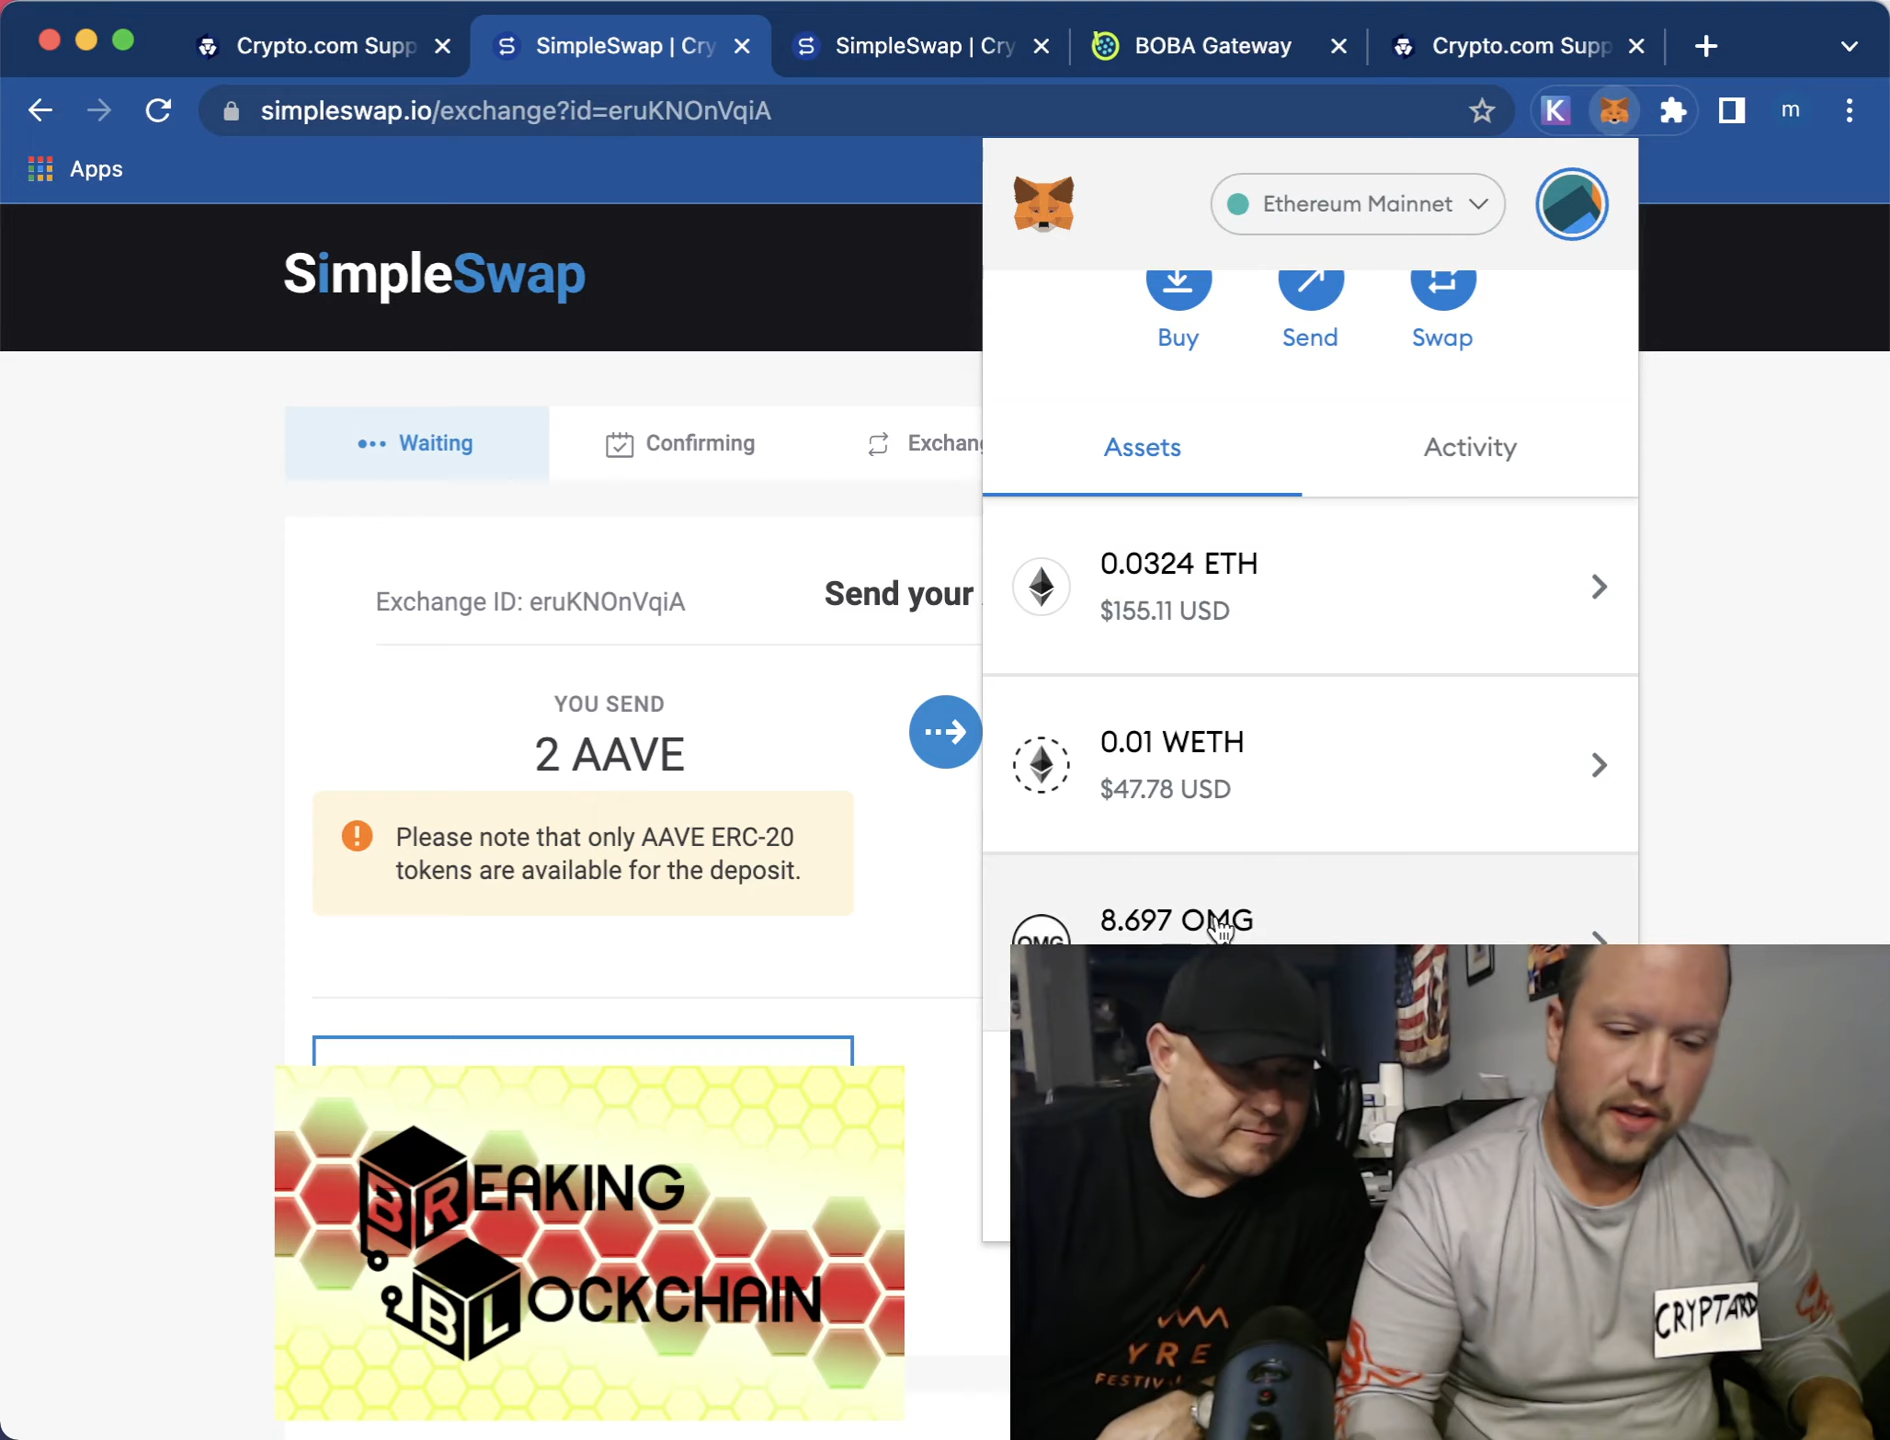 Crypto.com Supp
SimpleSwap | Cry
SimpleSwap | Cry
BOBA Gateway
Crypto.com Supp
simpleswap.io/exchange?id=eruKNOnVqiA
K
m
Apps
SimpleSwap
Ethereum Mainnet
Buy
Send
Swap
Waiting
Confirming
Exchang
Assets
Activity
Exchange ID: eruKNOnVqiA
Send your
YOU SEND
2 AAVE
Please note that only AAVE ERC-20
tokens are available for the deposit.
0.0324 ETH
$155.11 USD
0.01 WETH
$47.78 USD
8.697 OMG
OMG
BREAKING
BLOCKCHAIN
YRE
FESTIV
CRYPTARD